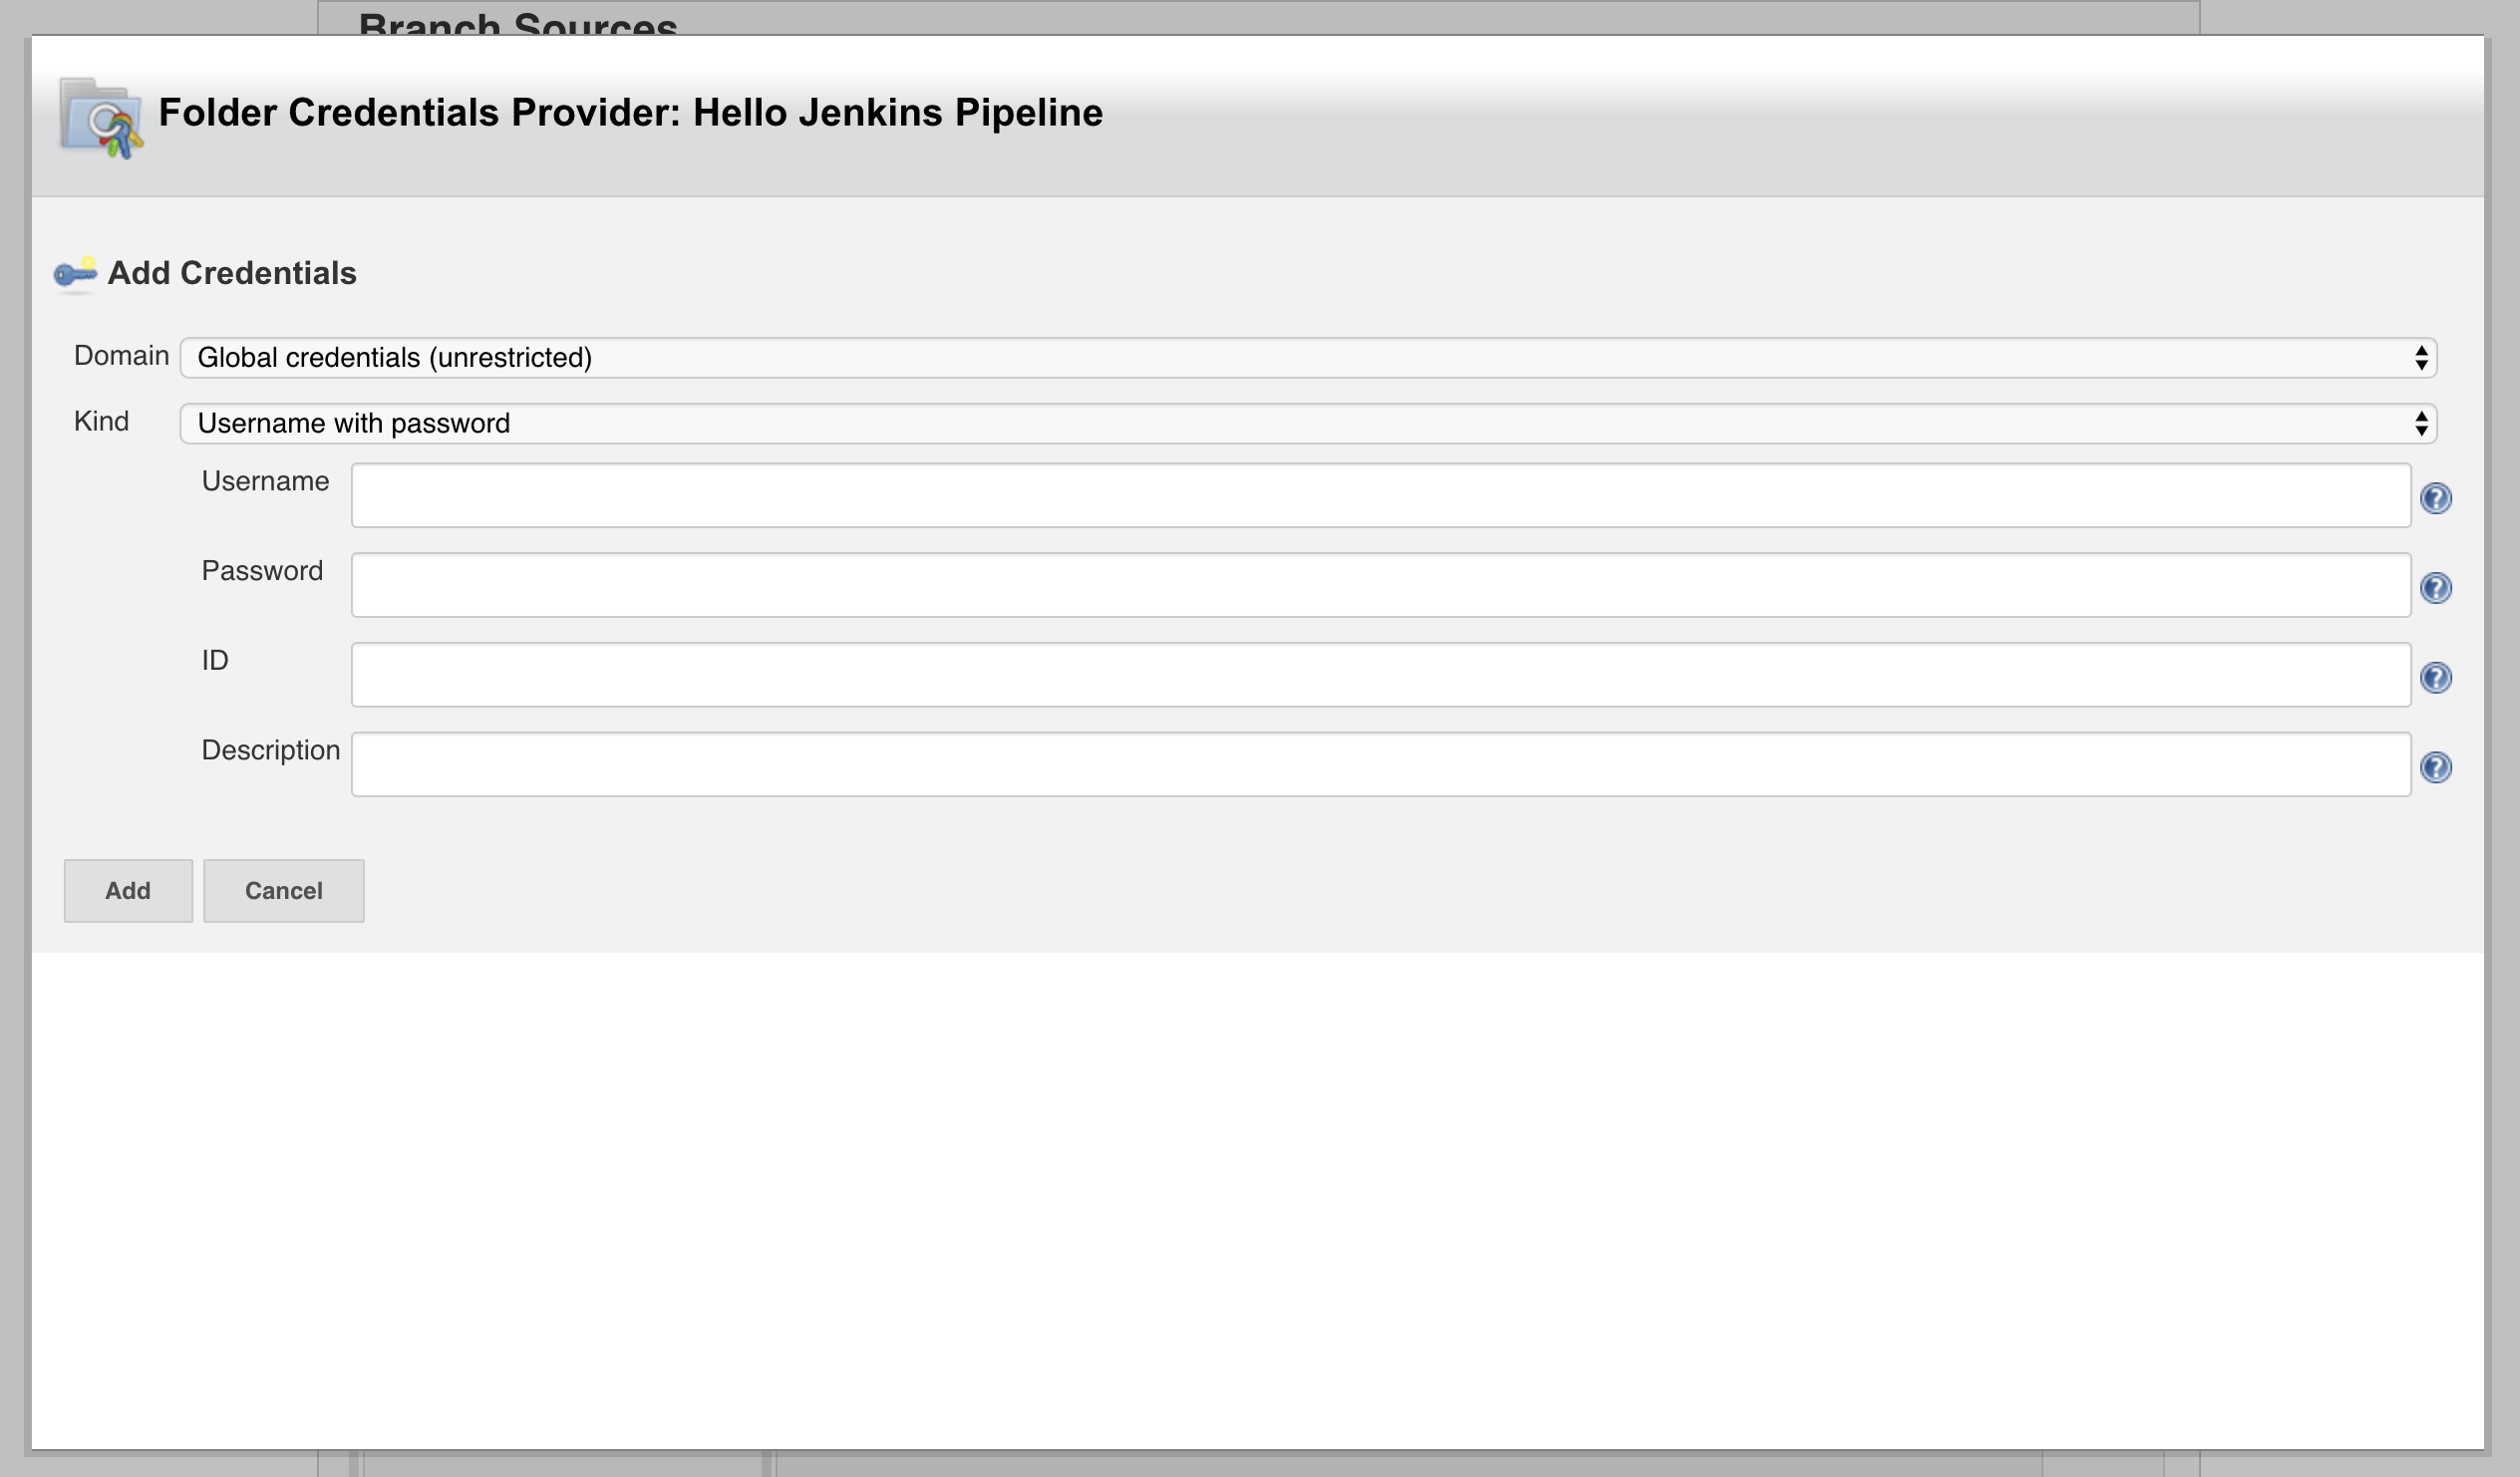 Branch Sources
Folder Credentials Provider: Hello Jenkins Pipeline
Add Credentials
Domain Global credentials (unrestricted)
Kind Username with password
Username
Password
ID
Description
Add Cancel